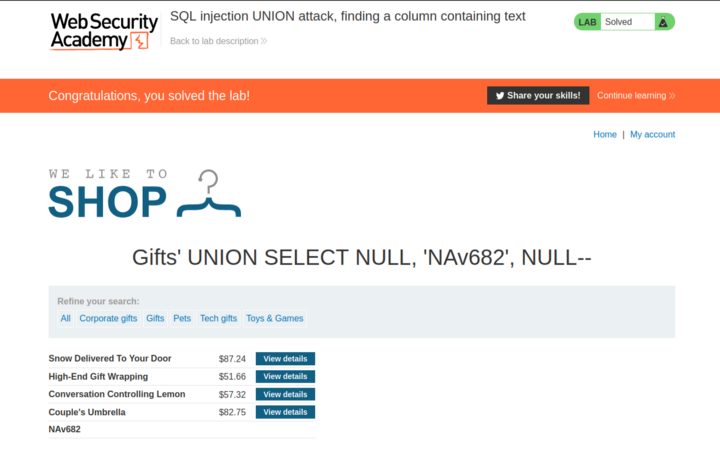 Web Security
Academy
SQL injection UNION attack, finding a column containing text
Back to lab description
LAB Solved
Congratulations, you solved the lab!
Share your skills!
Continue learning
Home | My account
WE LIKE TO
SHOP
Gifts' UNION SELECT NULL, 'NAv682', NULL--
Refine your search:
All Corporate gifts Gifts Pets Tech gifts Toys & Games
Snow Delivered To Your Door $87.24 View details
High-End Gift Wrapping $51.66 View details
Conversation Controlling Lemon $57.32 View details
Couple's Umbrella $82.75 View details
NAv682